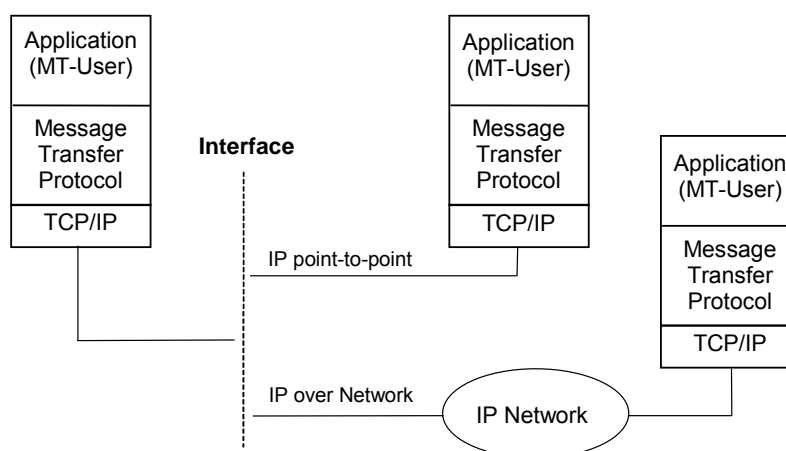 Application
(MT-User)
Message
Transfer
Protocol
TCP/IP
Interface
Application
(MT-User)
Message
Transfer
Protocol
TCP/IP
Application
(MT-User)
Message
Transfer
Protocol
TCP/IP
IP point-to-point
IP over Network
IP Network